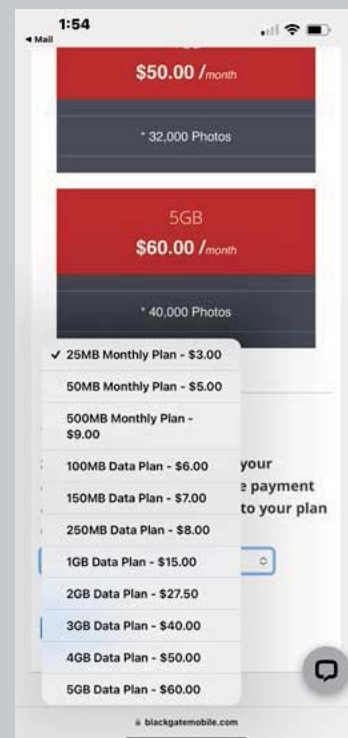 1:54
Mail
$50.00 /month
* 32,000 Photos
5GB
$60.00 /month
* 40,000 Photos
✓ 25MB Monthly Plan - $3.00
50MB Monthly Plan - $5.00
500MB Monthly Plan -
$9.00
100MB Data Plan - $6.00
your
150MB Data Plan - $7.00
payment
to your plan
250MB Data Plan - $8.00
1GB Data Plan - $15.00
2GB Data Plan - $27.50
3GB Data Plan - $40.00
4GB Data Plan - $50.00
5GB Data Plan - $60.00
blackgatemobile.com